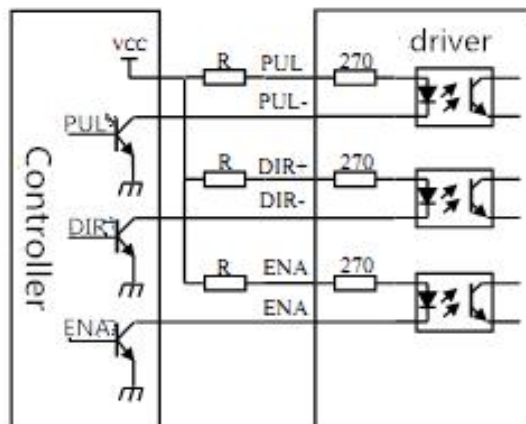 VCC
driver
R PUL 270
PUL-
PUL
R DIR+ 270
DIR-
DIR
R ENA 270
ENA
ENA
Controller